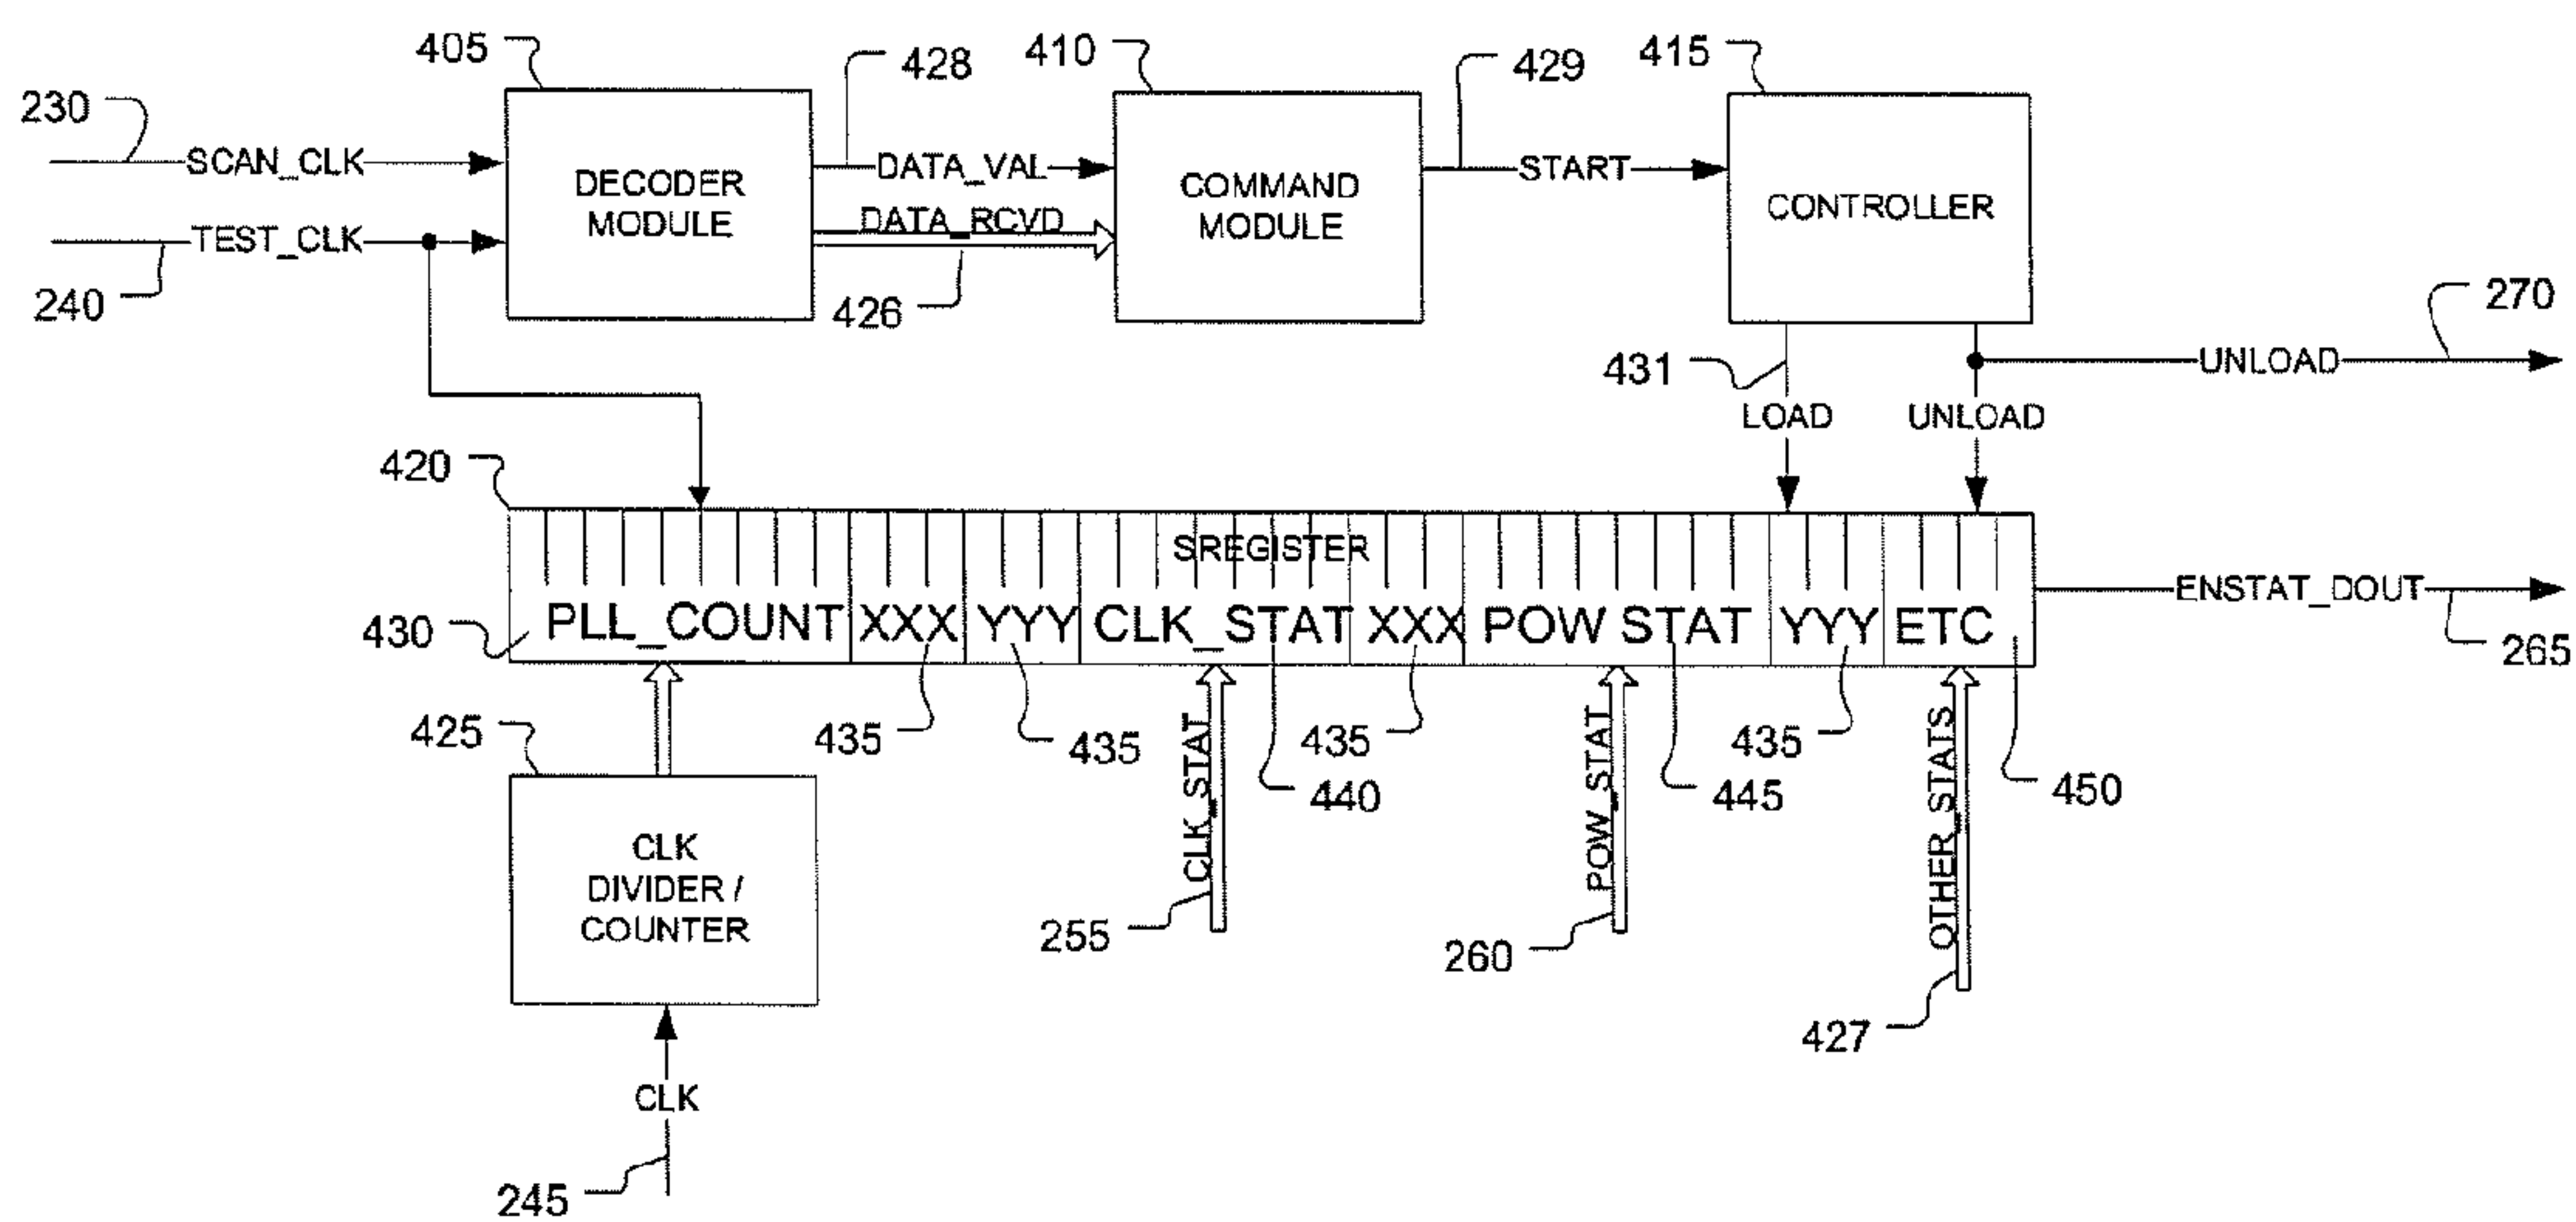 405
428
410
429
415
230
SCAN_CLK
DECODER
MODULE
DATA_VAL
COMMAND
MODULE
START
CONTROLLER
TEST_CLK
DATA_RCVD
240
426
270
431
UNLOAD
LOAD
UNLOAD
420
SREGISTER
ENSTAT_DOUT
430
PLL_COUNT
XXX
YYY
CLK_STAT
XXX
POW STAT
YYY
ETC
265
425
435
435
CLK_STAT
435
440
POW_STAT
445
435
OTHER_STATS
450
CLK
DIVIDER /
COUNTER
255
260
427
CLK
245